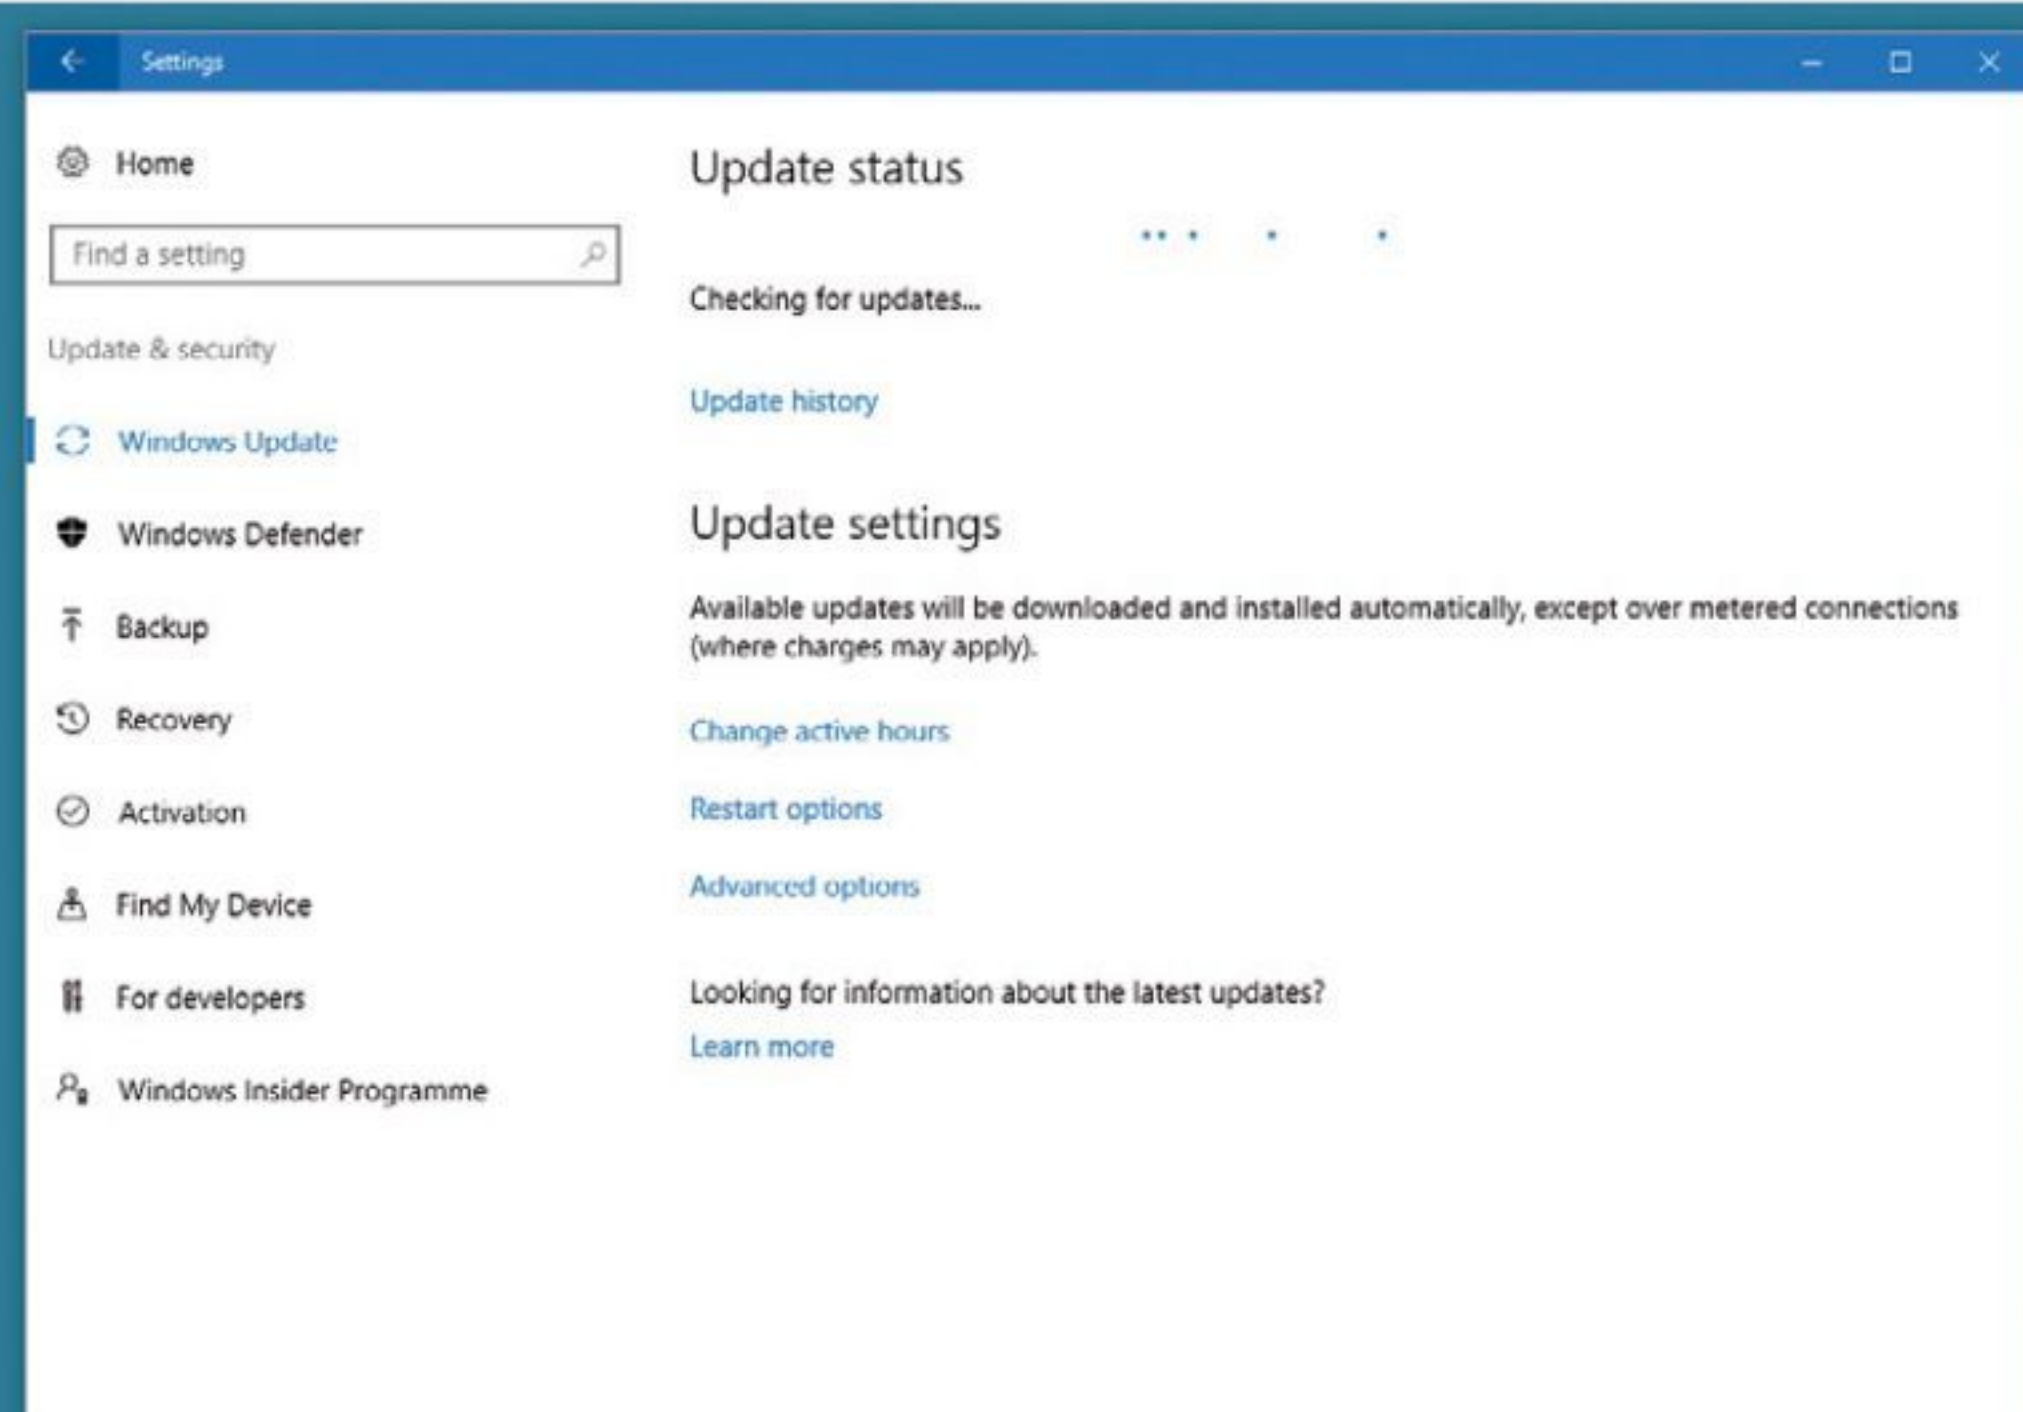 Settings
Home
Find a setting
Update & security
Windows Update
Windows Defender
Backup
Recovery
Activation
Find My Device
For developers
Windows Insider Programme
Update status
Checking for updates...
Update history
Update settings
Available updates will be downloaded and installed automatically, except over metered connections
(where charges may apply).
Change active hours
Restart options
Advanced options
Looking for information about the latest updates?
Learn more